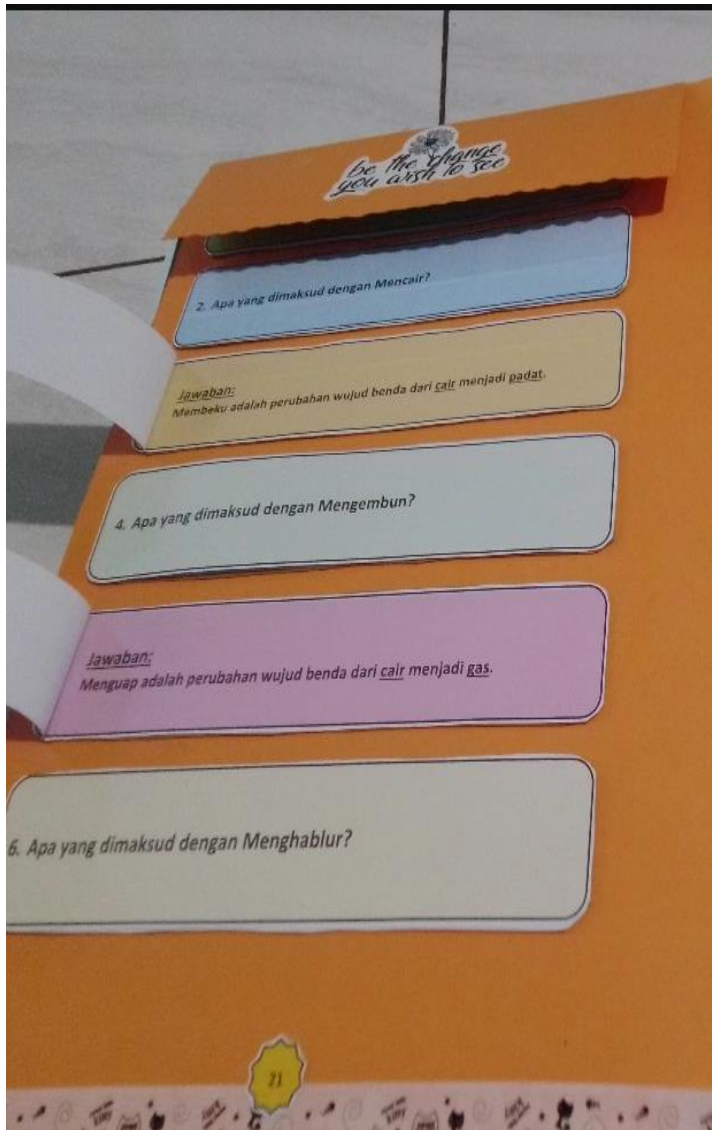 be the change
you wish to see
2. Apa yang dimaksud dengan Mencair?
Jawaban:
Membeku adalah perubahan wujud benda dari cair menjadi padat.
4. Apa yang dimaksud dengan Mengembun?
Jawaban:
Menguap adalah perubahan wujud benda dari cair menjadi gas.
6. Apa yang dimaksud dengan Menghablur?
21